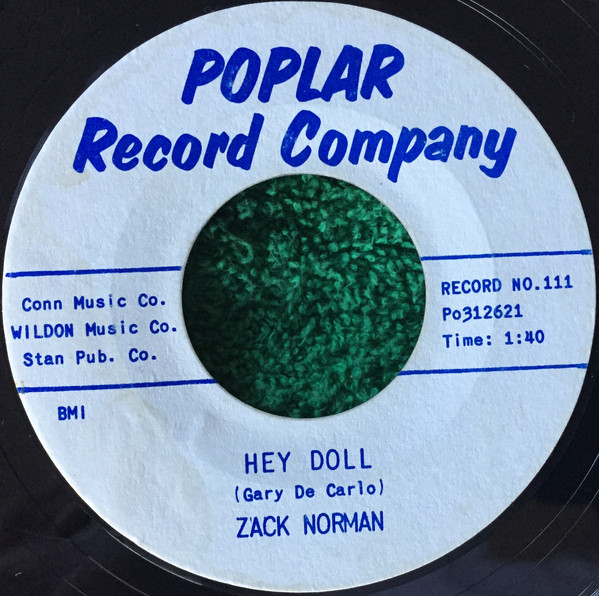 POPLAR
Record Company
Conn Music Co.
WILDON Music Co.
Stan Pub. Co.
BMI
RECORD NO.111
Po312621
Time: 1:40
HEY DOLL
(Gary De Carlo)
ZACK NORMAN